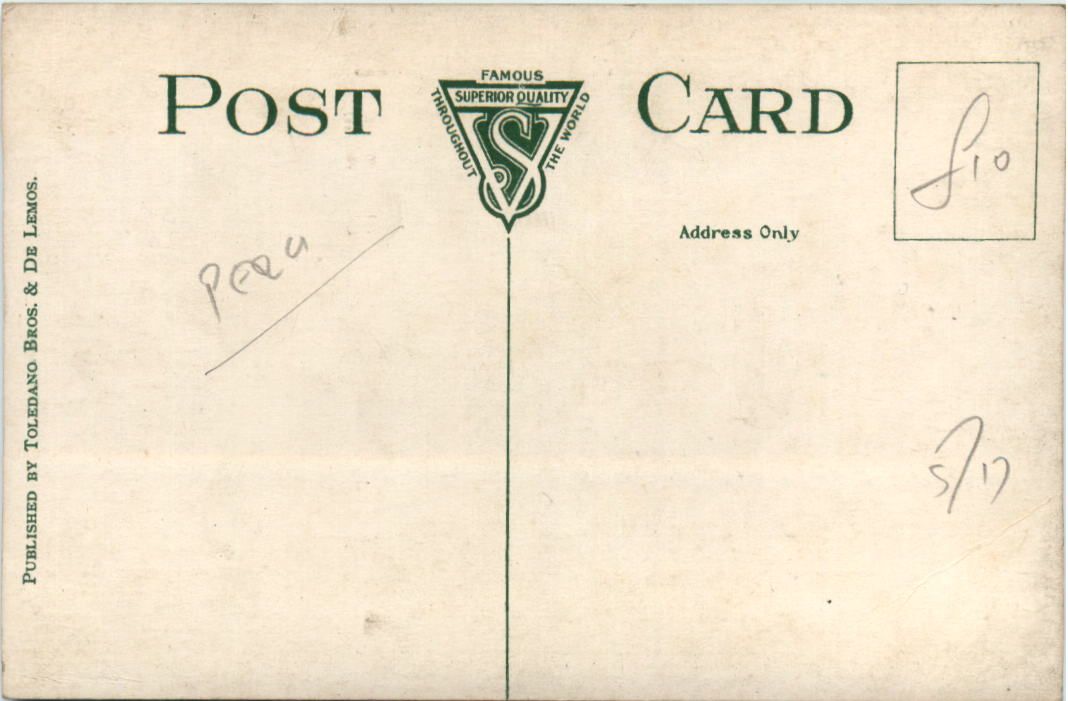 POST CARD
FAMOUS
SUPERIOR QUALITY
THROUGHOUT THE WORLD
VS
Address Only
£10
PERU
5/17
PUBLISHED BY TOLEDANO BROS. & DE LEMOS.